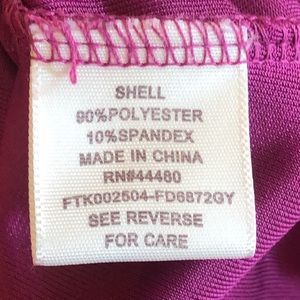 SHELL
90%POLYESTER
10%SPANDEX
MADE IN CHINA
RN#44480
FTK002504-FD6872GY
SEE REVERSE
FOR CARE